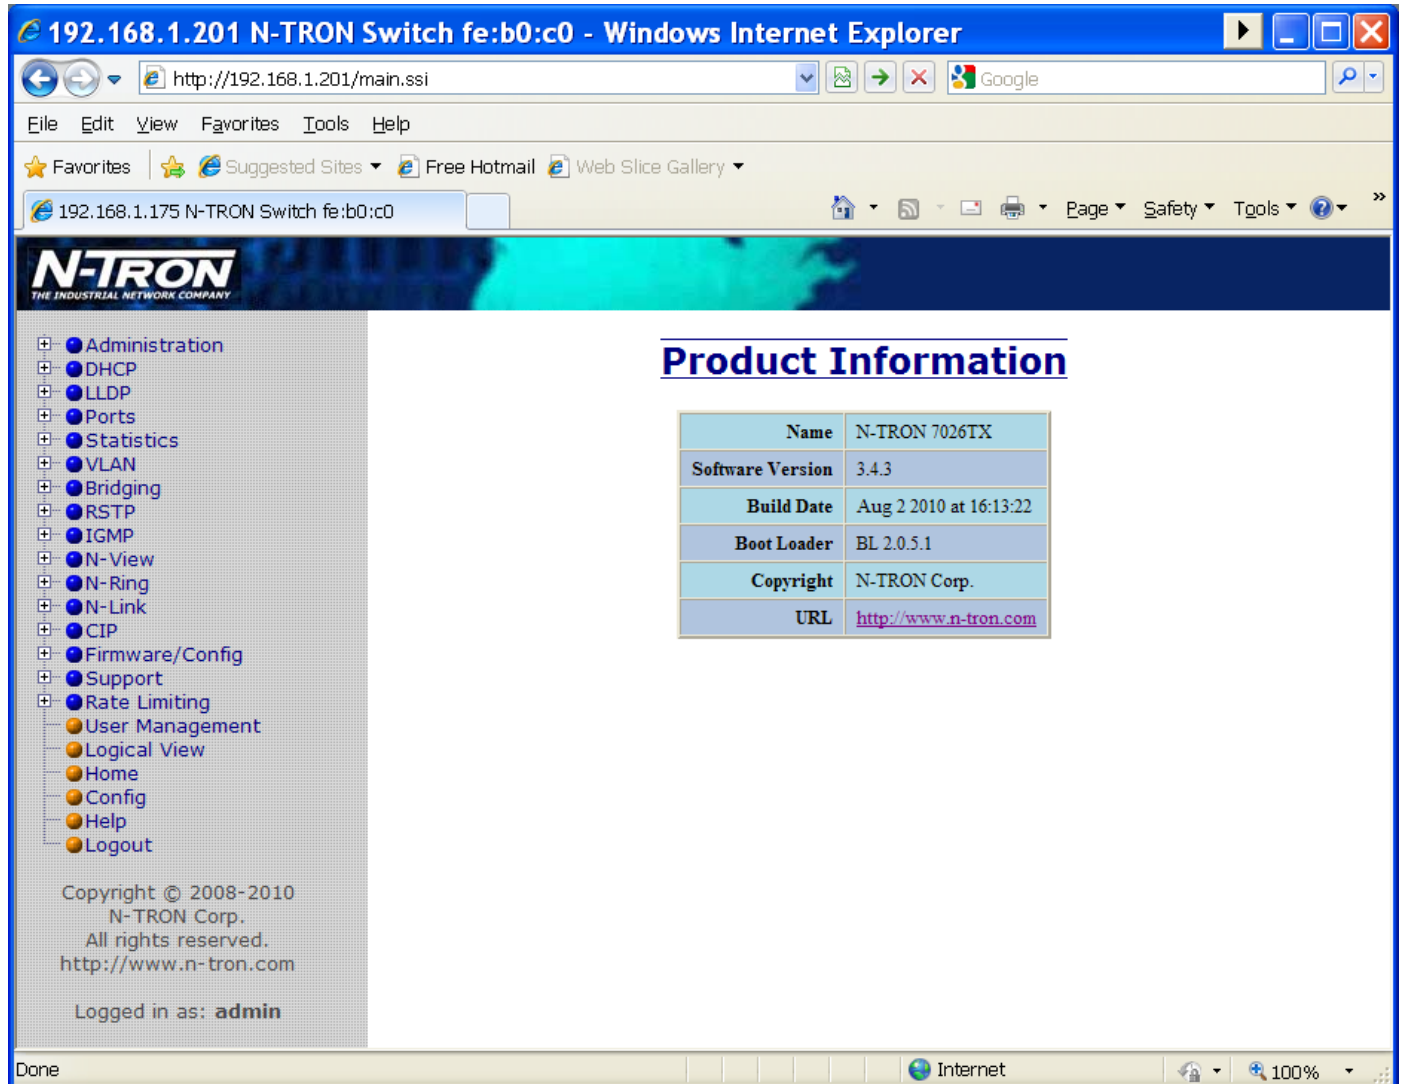 192.168.1.201 N-TRON Switch fe:b0:c0 - Windows Internet Explorer
http://192.168.1.201/main.ssi
Google
File Edit View Favorites Tools Help
Favorites Suggested Sites Free Hotmail Web Slice Gallery
192.168.1.175 N-TRON Switch fe:b0:c0
Page Safety Tools »
N-TRON
THE INDUSTRIAL NETWORK COMPANY
Administration
DHCP
LLDP
Ports
Statistics
VLAN
Bridging
RSTP
IGMP
N-View
N-Ring
N-Link
CIP
Firmware/Config
Support
Rate Limiting
User Management
Logical View
Home
Config
Help
Logout
Copyright © 2008-2010
N-TRON Corp.
All rights reserved.
http://www.n-tron.com
Logged in as: admin
Product Information
Name N-TRON 7026TX
Software Version 3.4.3
Build Date Aug 2 2010 at 16:13:22
Boot Loader BL 2.0.5.1
Copyright N-TRON Corp.
URL http://www.n-tron.com
Done Internet 100%